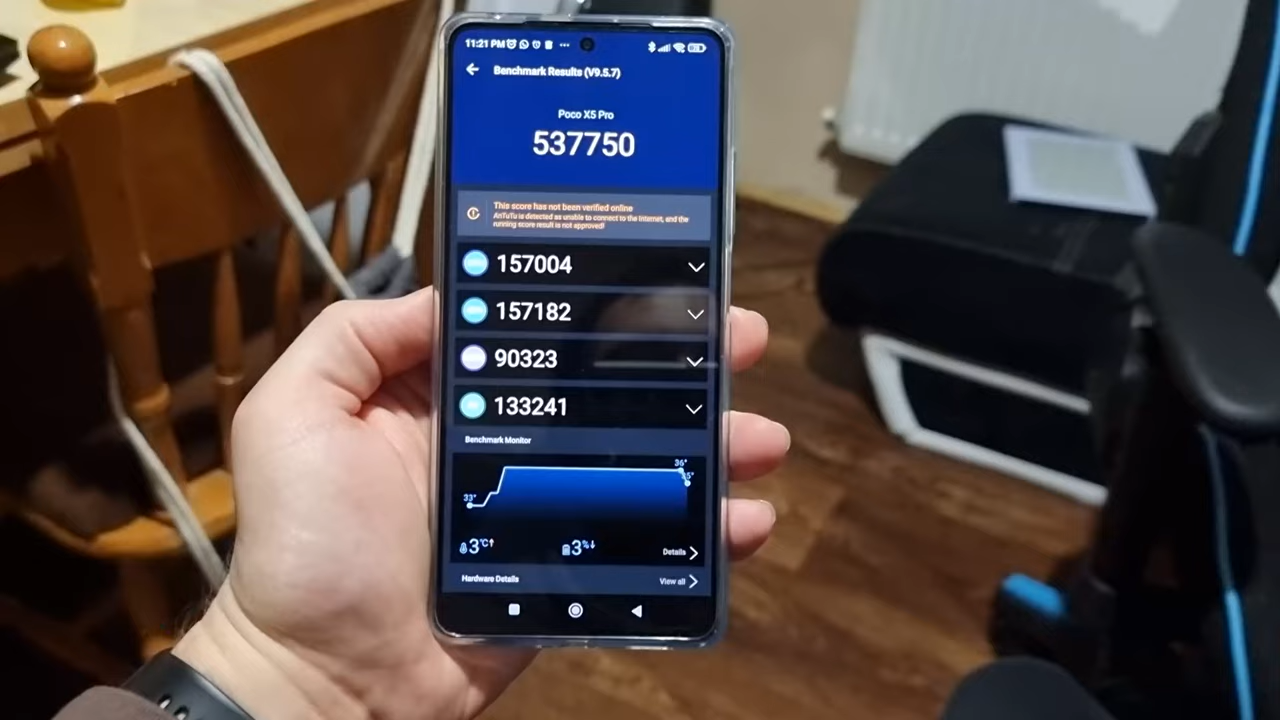 11:21 PM
Benchmark Results (V9.5.7)
Poco X5 Pro
537750
This score has not been verified online
AnTuTu is detected as unable to connect to the Internet, and the
running score result is not approved!
157004
157182
90323
133241
Benchmark Monitor
33°
36°
35°
3°C↑
3%↓
Details
Hardware Details
View all